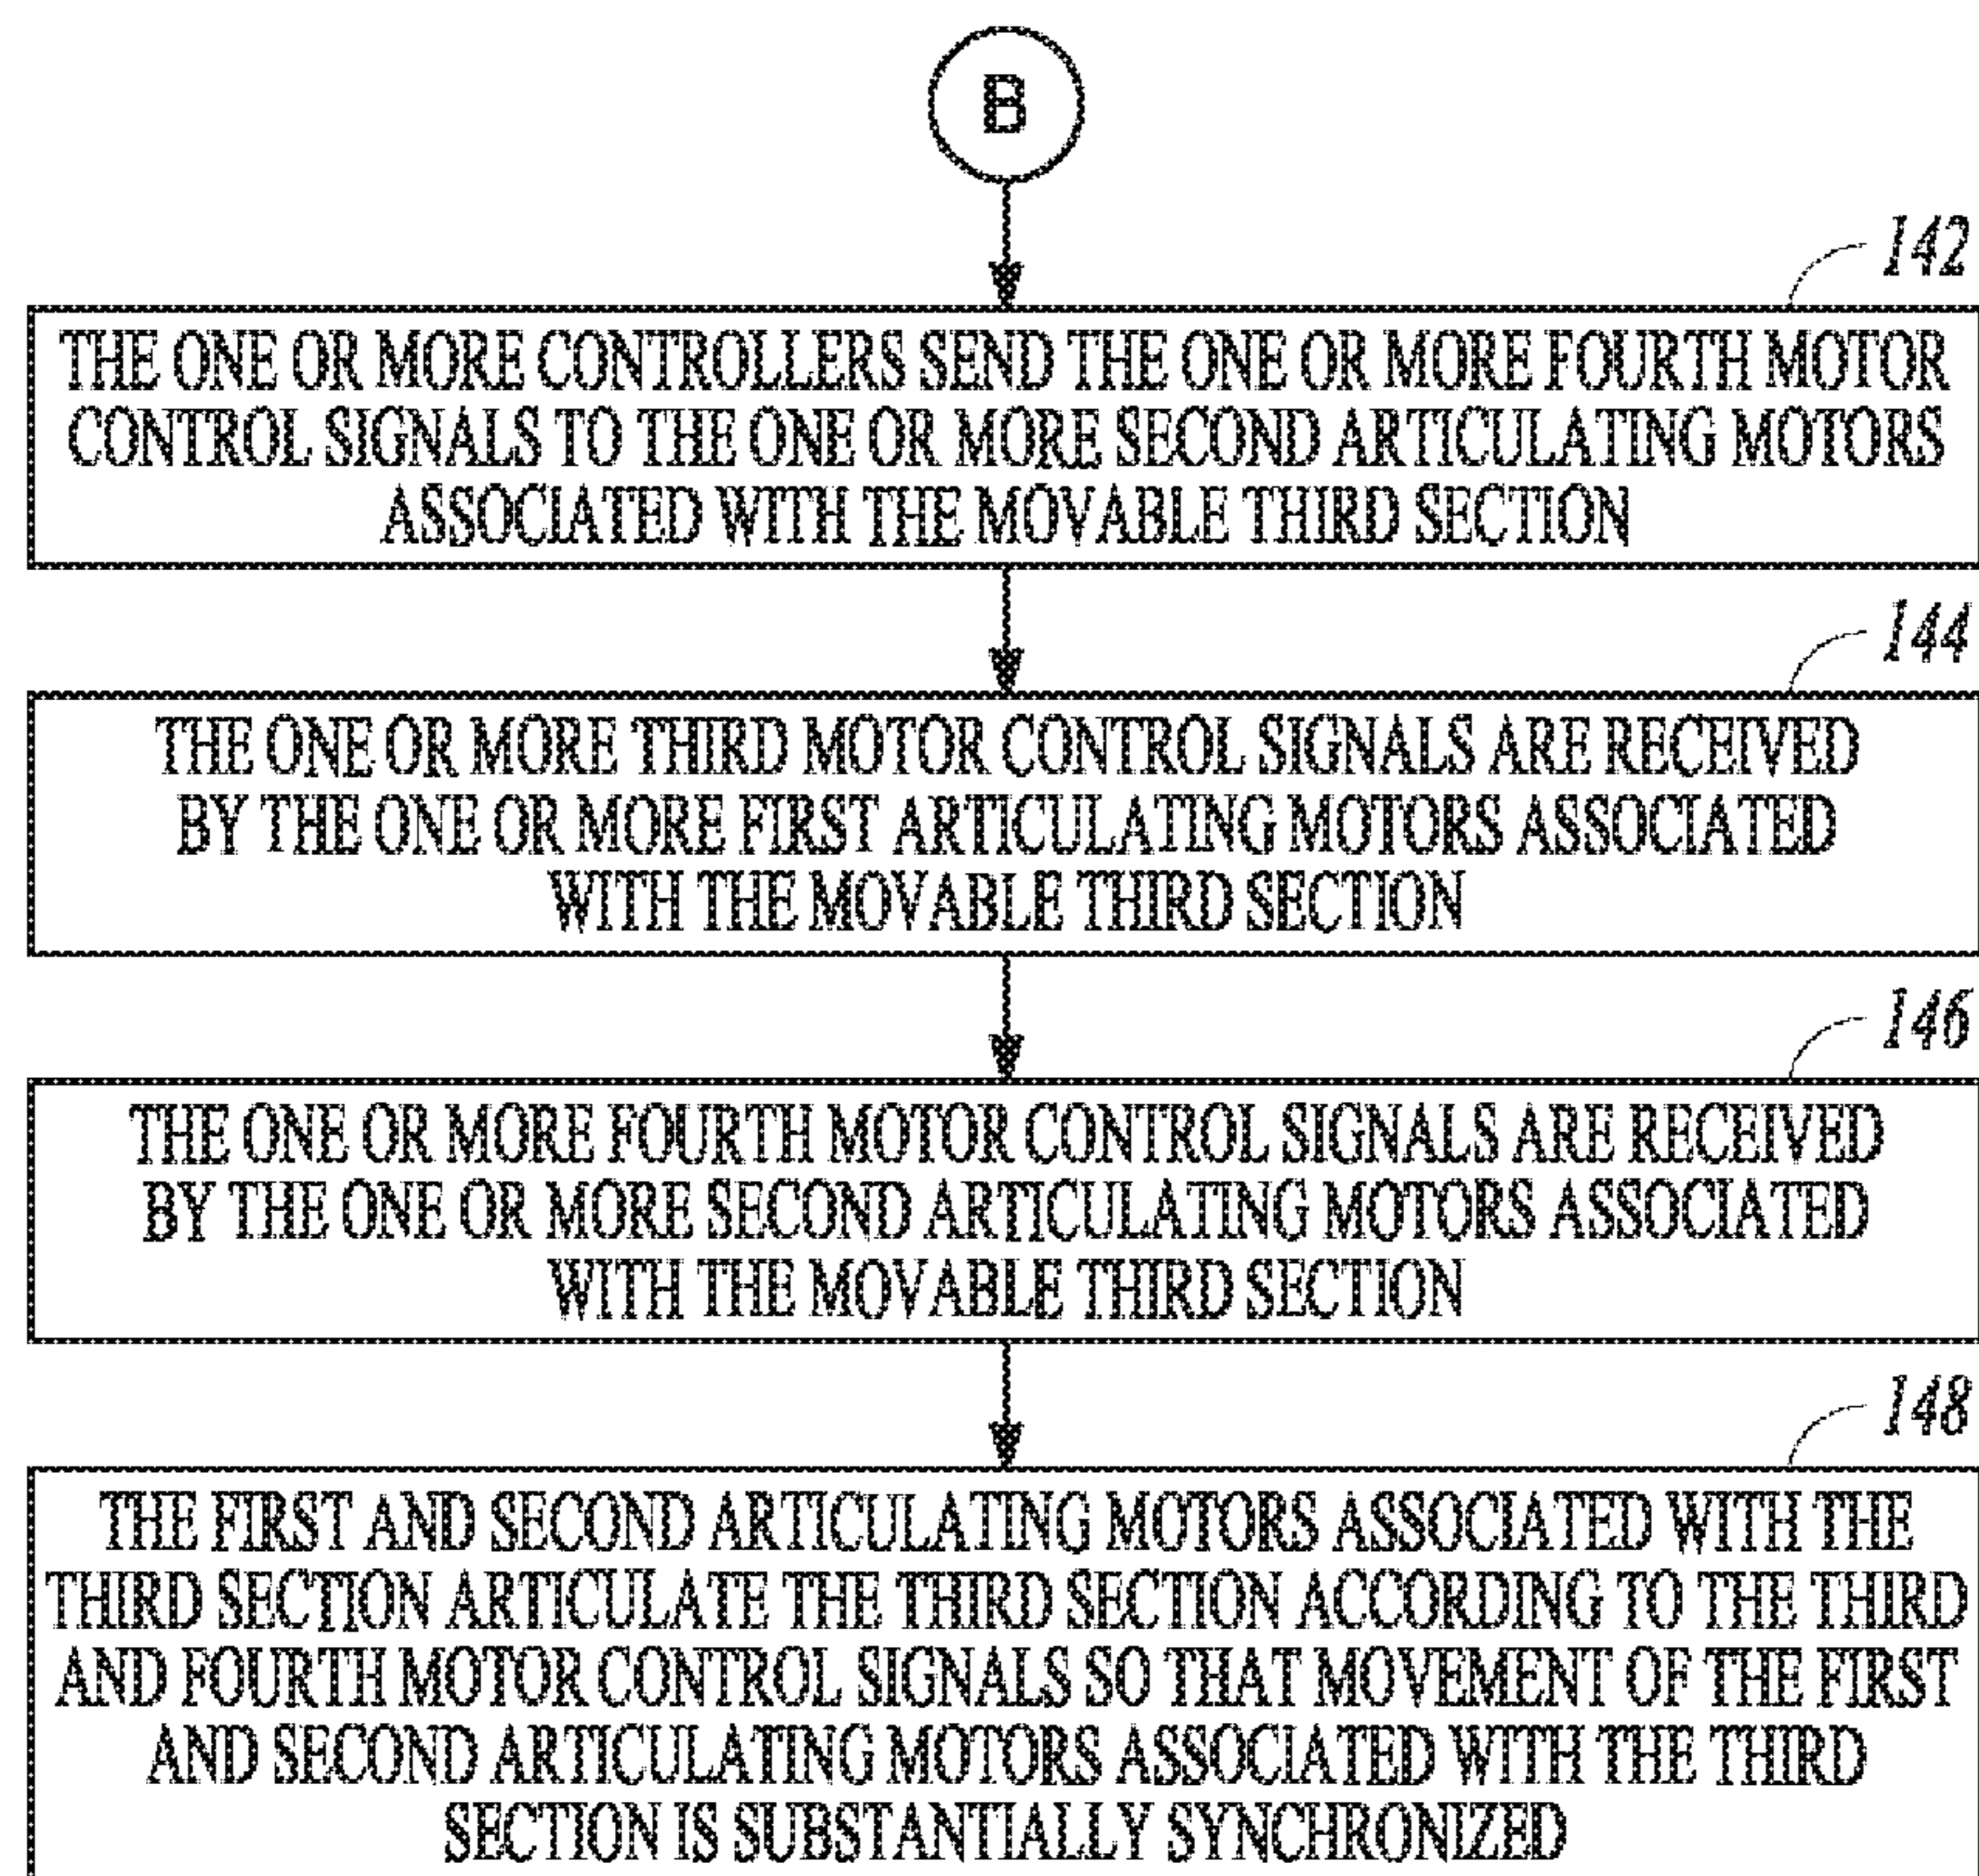 B
142
THE ONE OR MORE CONTROLLERS SEND THE ONE OR MORE FOURTH MOTOR
CONTROL SIGNALS TO THE ONE OR MORE SECOND ARTICULATING MOTORS
ASSOCIATED WITH THE MOVABLE THIRD SECTION
144
THE ONE OR MORE THIRD MOTOR CONTROL SIGNALS ARE RECEIVED
BY THE ONE OR MORE FIRST ARTICULATING MOTORS ASSOCIATED
WITH THE MOVABLE THIRD SECTION
146
THE ONE OR MORE FOURTH MOTOR CONTROL SIGNALS ARE RECEIVED
BY THE ONE OR MORE SECOND ARTICULATING MOTORS ASSOCIATED
WITH THE MOVABLE THIRD SECTION
148
THE FIRST AND SECOND ARTICULATING MOTORS ASSOCIATED WITH THE
THIRD SECTION ARTICULATE THE THIRD SECTION ACCORDING TO THE THIRD
AND FOURTH MOTOR CONTROL SIGNALS SO THAT MOVEMENT OF THE FIRST
AND SECOND ARTICULATING MOTORS ASSOCIATED WITH THE THIRD
SECTION IS SUBSTANTIALLY SYNCHRONIZED